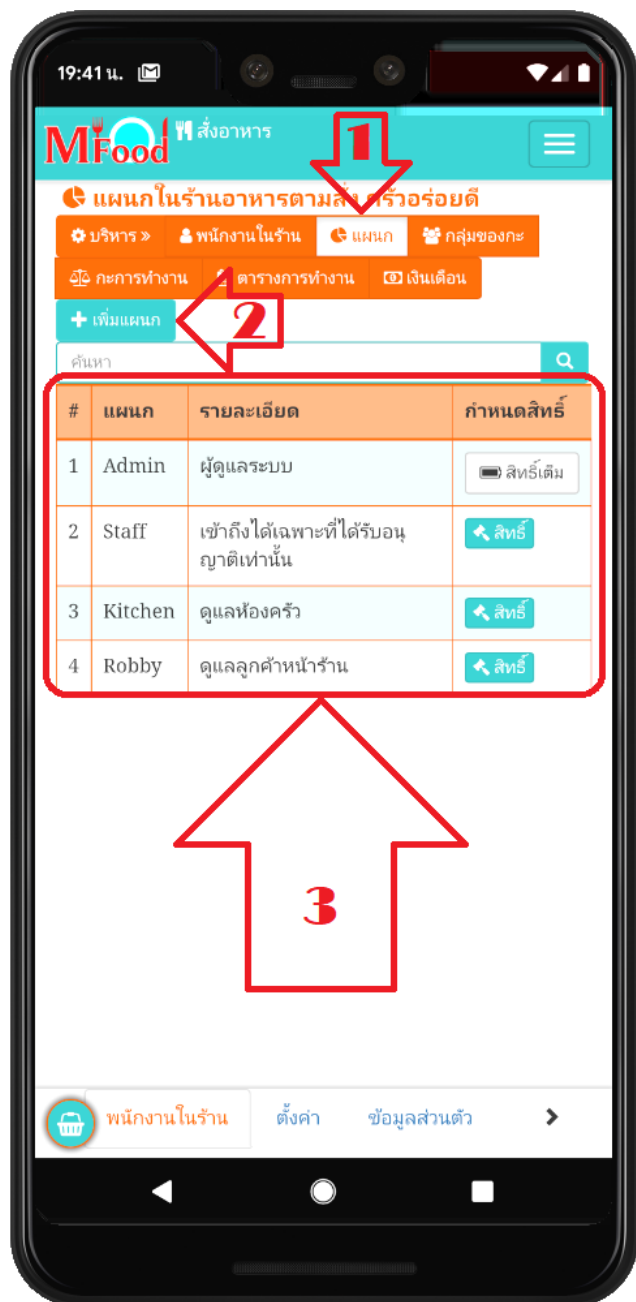 19:41 น.
MFood สั่งอาหาร
1
แผนกในร้านอาหารตามสั่ง ครัวอร่อยดี
บริหาร » พนักงานในร้าน แผนก กลุ่มของกะ
กะการทำงาน ตารางการทำงาน เงินเดือน
เพิ่มแผนก
2
ค้นหา
# แผนก รายละเอียด กำหนดสิทธิ์
1 Admin ผู้ดูแลระบบ สิทธิ์เต็ม
2 Staff เข้าถึงได้เฉพาะที่ได้รับอนุ สิทธิ์
ญาติเท่านั้น
3 Kitchen ดูแลห้องครัว สิทธิ์
4 Robby ดูแลลูกค้าหน้าร้าน สิทธิ์
3
พนักงานในร้าน ตั้งค่า ข้อมูลส่วนตัว